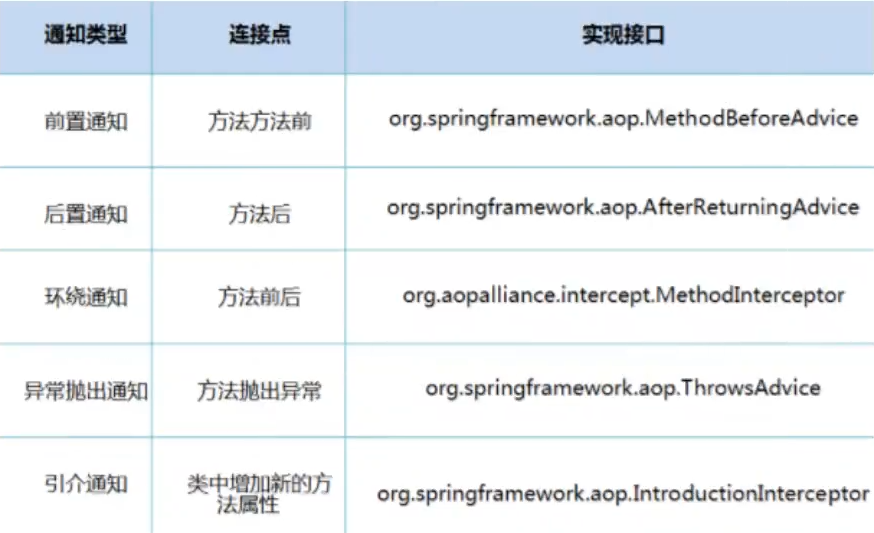 通知类型 连接点 实现接口
前置通知 方法方法前 org.springframework.aop.MethodBeforeAdvice
后置通知 方法后 org.springframework.aop.AfterReturningAdvice
环绕通知 方法前后 org.aopalliance.intercept.MethodInterceptor
异常抛出通知 方法抛出异常 org.springframework.aop.ThrowsAdvice
引介通知 类中增加新的方
法属性 org.springframework.aop.IntroductionInterceptor